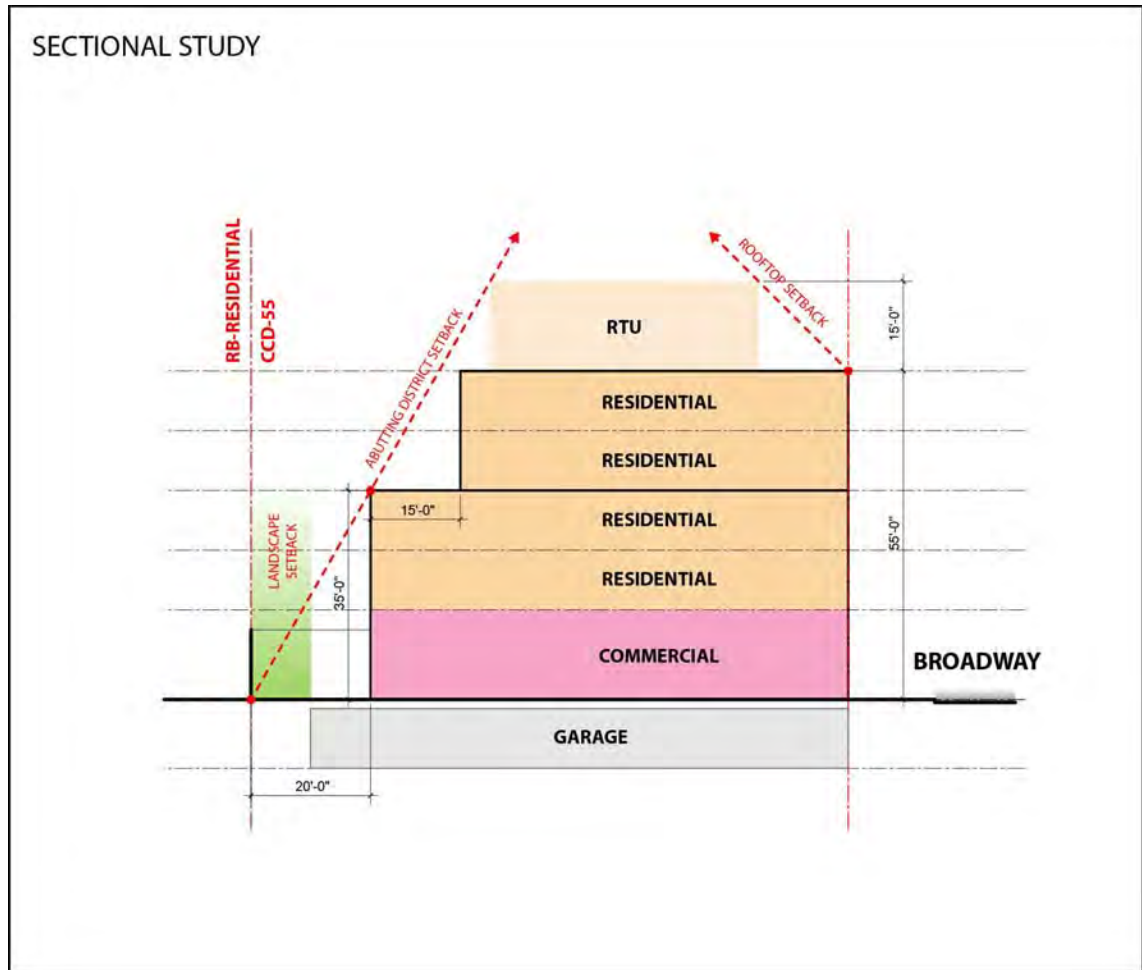 SECTIONAL STUDY
RB-RESIDENTIAL
CCD-55
ABUTTING DISTRICT SETBACK
ROOFTOP SETBACK
RTU
15'-0"
RESIDENTIAL
RESIDENTIAL
15'-0"
RESIDENTIAL
55'-0"
LANDSCAPE
SETBACK
RESIDENTIAL
35'-0"
COMMERCIAL
BROADWAY
GARAGE
20'-0"